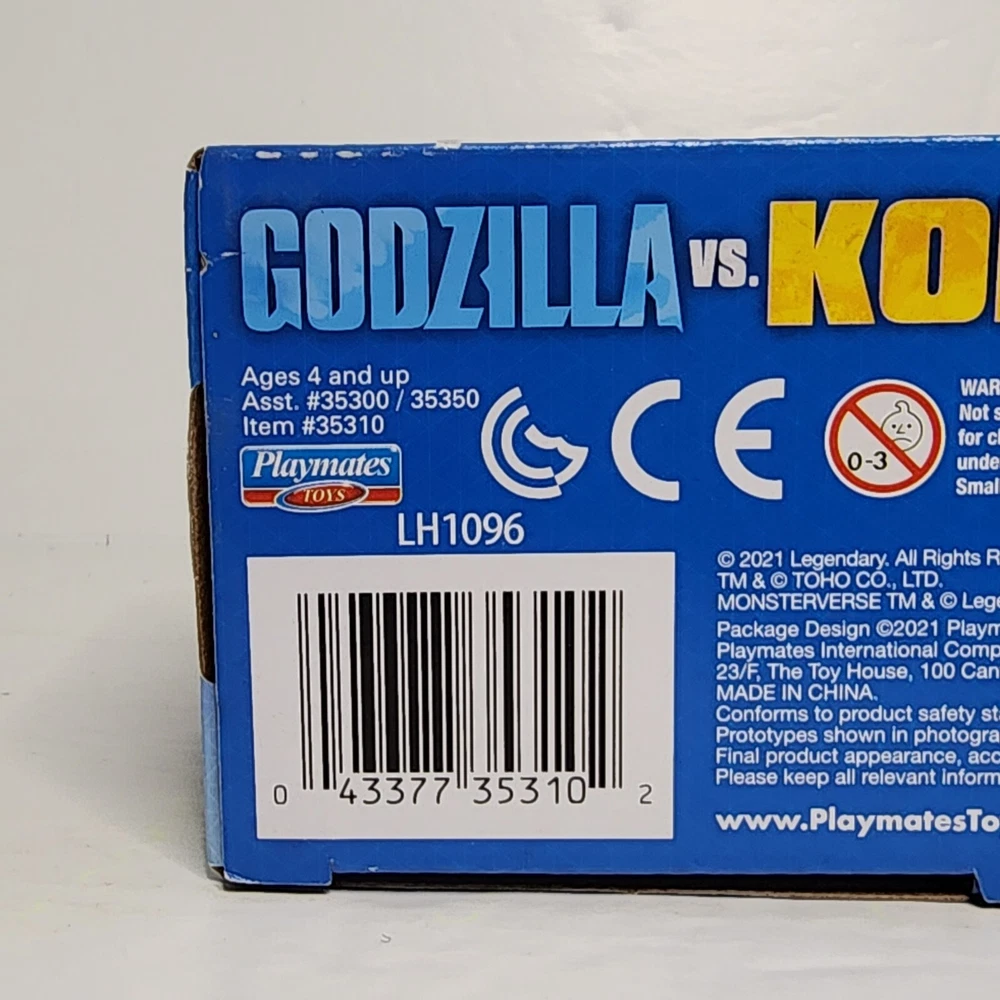 GODZILLA VS. KO
Ages 4 and up
Asst. #35300 / 35350
Item #35310
Playmates
TOYS
LH1096
CE
0-3
WAR
Not s
for c
unde
Smal
0 43377 35310 2
© 2021 Legendary. All Rights R
TM & © TOHO CO., LTD.
MONSTERVERSE TM & © Lege
Package Design ©2021 Playm
Playmates International Comp
23/F, The Toy House, 100 Can
MADE IN CHINA.
Conforms to product safety st
Prototypes shown in photogra
Final product appearance, acc
Please keep all relevant inform
www.PlaymatesTo